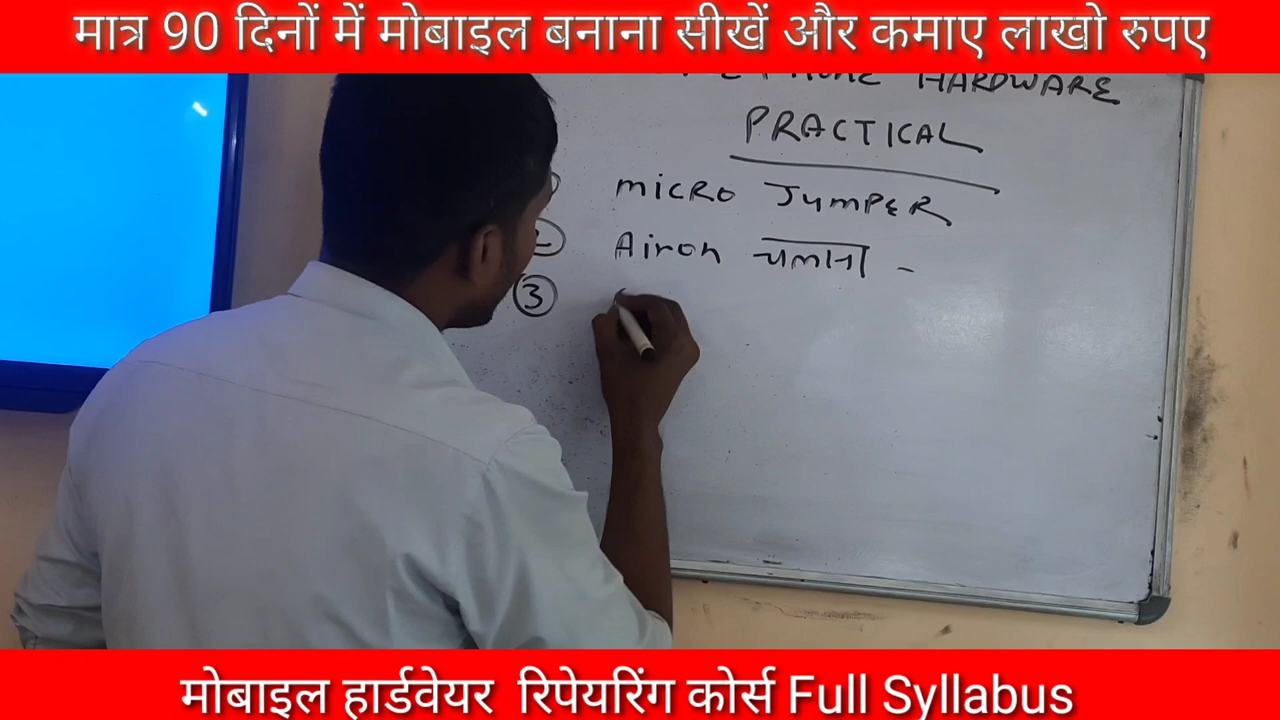 मात्र 90 दिनों में मोबाइल बनाना सीखें और कमाए लाखो रुपए
HARDWARE
PRACTICAL
MICRO JUMPER
2 Airon चलाना -
3
मोबाइल हार्डवेयर रिपेयरिंग कोर्स Full Syllabus